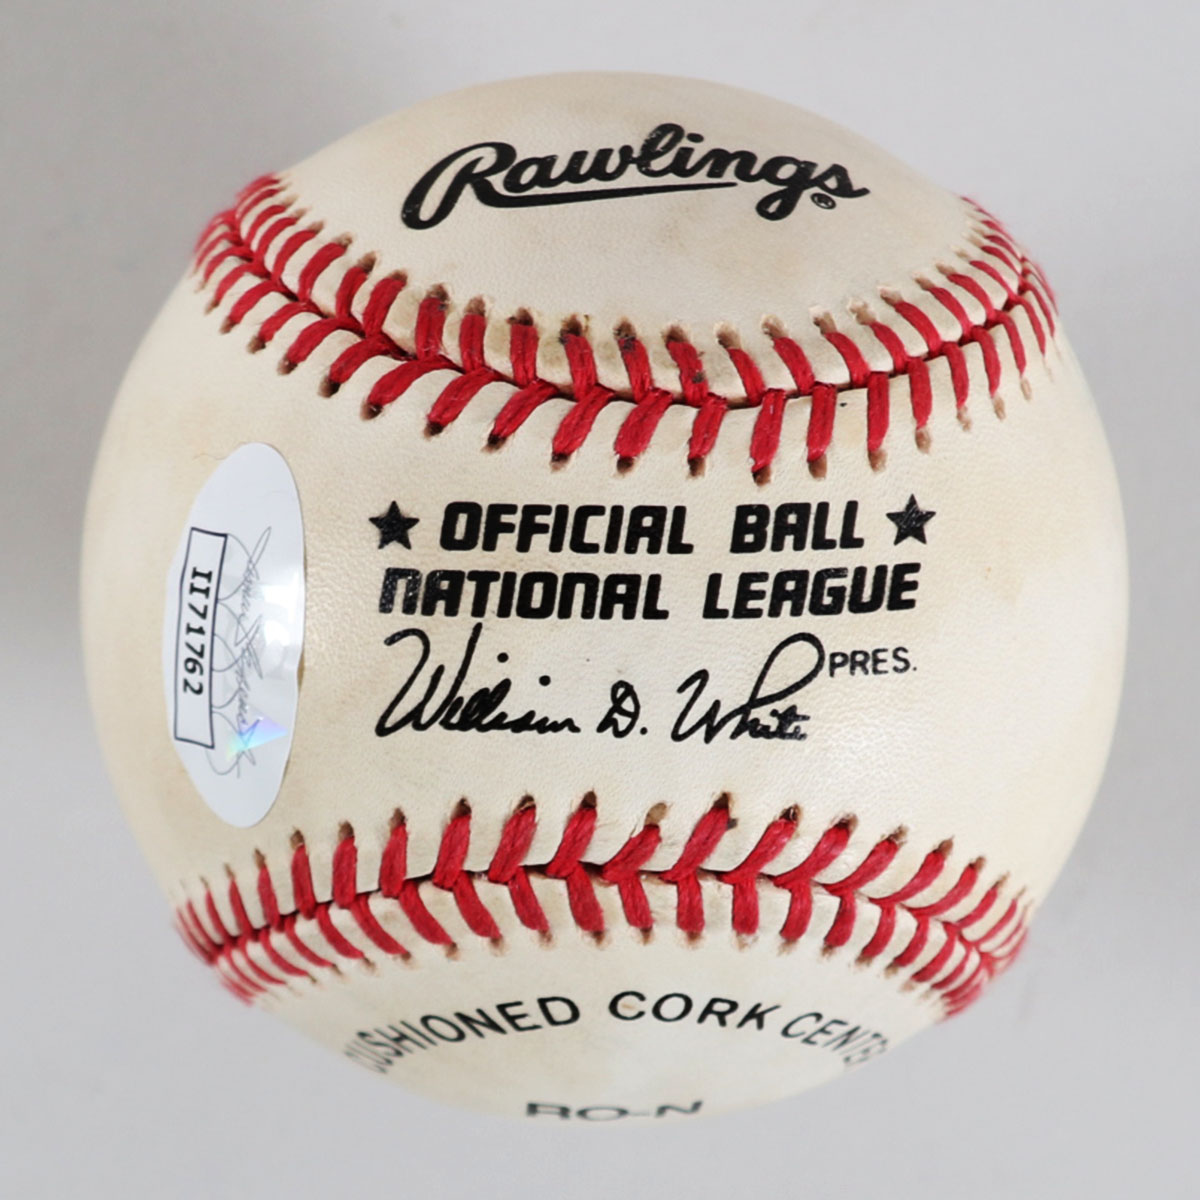 Rawlings®
★ OFFICIAL BALL ★
NATIONAL LEAGUE
William D. White PRES.
II71762
CUSHIONED CORK CENTER
RO-N